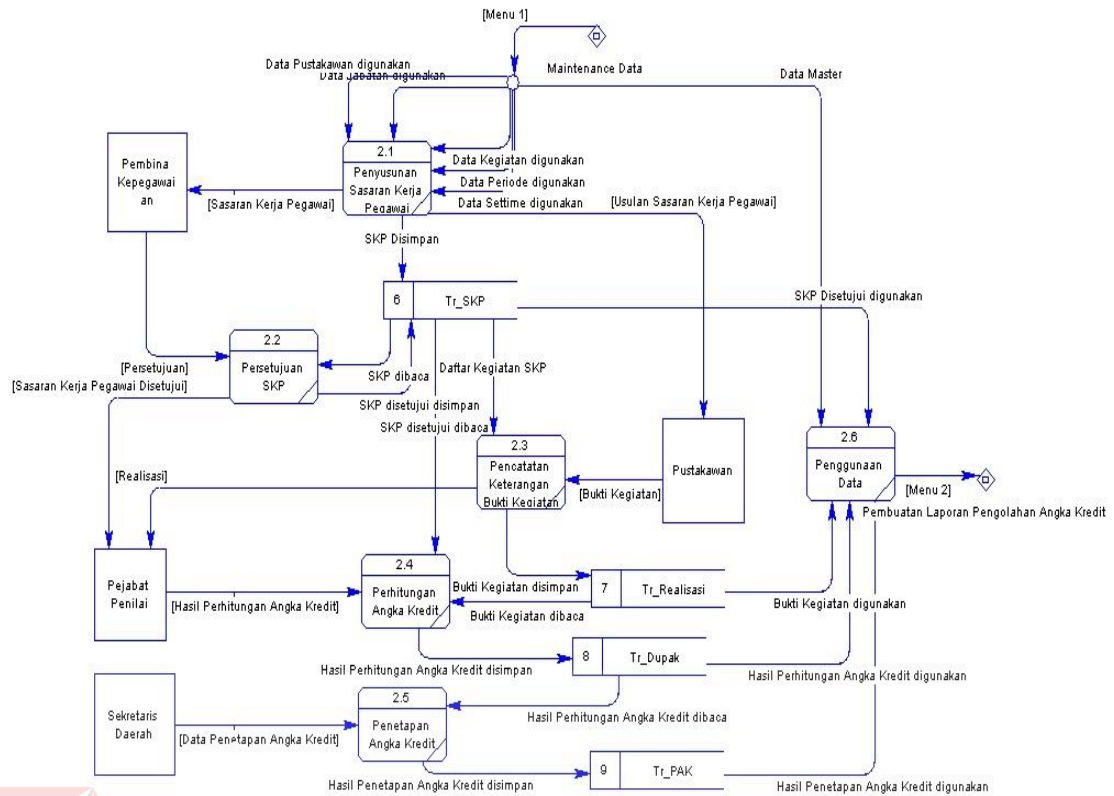 [Menu 1]
Data Pustakawan digunakan
Data Jabatan digunakan
Maintenance Data
Data Master
2.1
Penyusunan
Sasaran Kerja
Pegawai
Pembina
Kepegawai
an
Data Kegiatan digunakan
Data Periode digunakan
Data Settime digunakan
[Sasaran Kerja Pegawai]
[Usulan Sasaran Kerja Pegawai]
SKP Disimpan
6
Tr_SKP
SKP Disetujui digunakan
2.2
Persetujuan
SKP
[Persetujuan]
[Sasaran Kerja Pegawai Disetujui]
SKP dibaca
Daftar Kegiatan SKP
SKP disetujui disimpan
SKP disetujui dibaca
2.3
Pencatatan
Keterangan
Bukti Kegiatan
Pustakawan
2.6
Penggunaan
Data
[Realisasi]
[Bukti Kegiatan]
[Menu 2]
Pembuatan Laporan Pengolahan Angka Kredit
Pejabat
Penilai
2.4
Perhitungan
Angka Kredit
[Hasil Perhitungan Angka Kredit]
Bukti Kegiatan disimpan
7
Tr_Realisasi
Bukti Kegiatan digunakan
Bukti Kegiatan dibaca
8
Tr_Dupak
Hasil Perhitungan Angka Kredit disimpan
Hasil Perhitungan Angka Kredit digunakan
Sekretaris
Daerah
2.5
Penetapan
Angka Kredit
Hasil Perhitungan Angka Kredit dibaca
[Data Penetapan Angka Kredit]
9
Tr_PAK
Hasil Penetapan Angka Kredit disimpan
Hasil Penetapan Angka Kredit digunakan